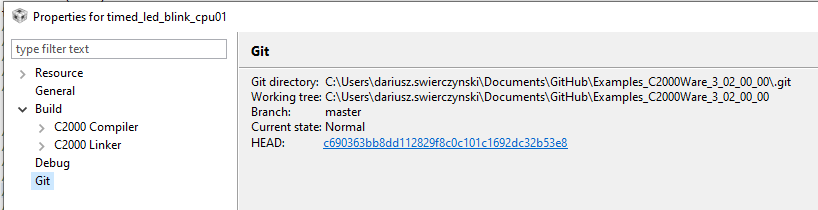 Properties for timed_led_blink_cpu01
type filter text
Resource
General
Build
C2000 Compiler
C2000 Linker
Debug
Git
Git
Git directory: C:\Users\dariusz.swierczynski\Documents\GitHub\Examples_C2000Ware_3_02_00_00\.git
Working tree: C:\Users\dariusz.swierczynski\Documents\GitHub\Examples_C2000Ware_3_02_00_00
Branch: master
Current state: Normal
HEAD: c690363bb8dd112829f8c0c101c1692dc32b53e8